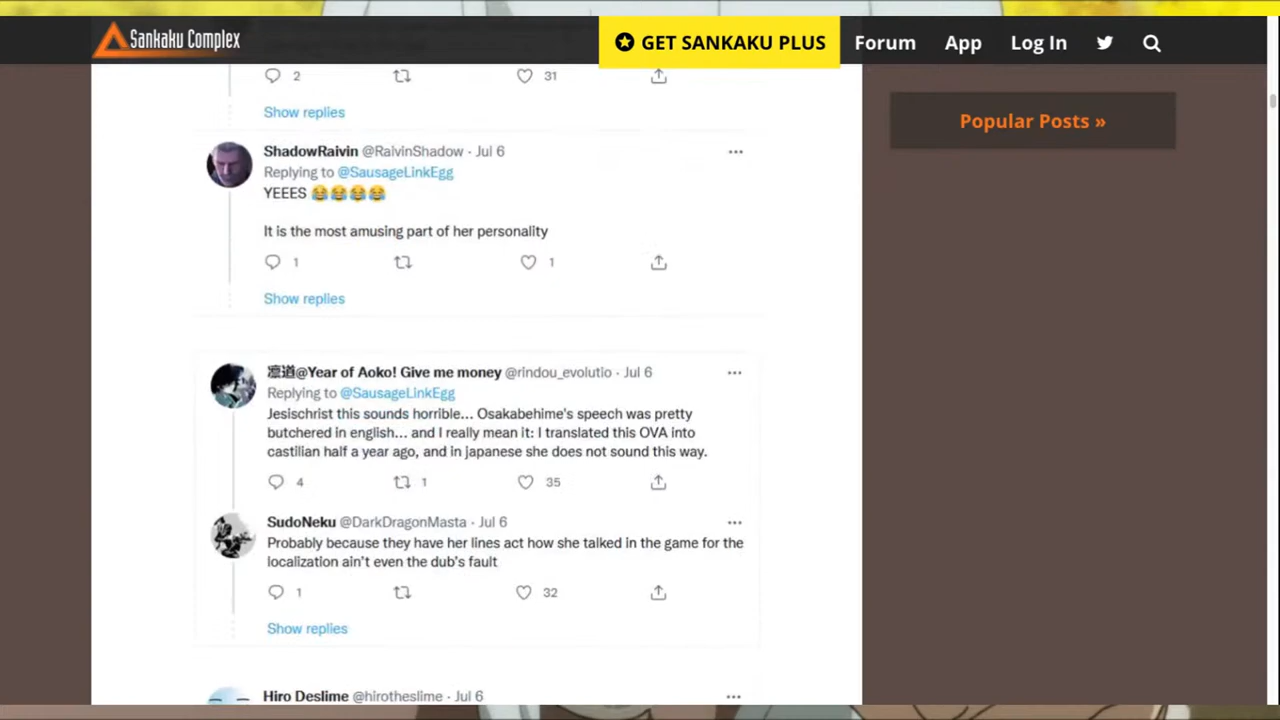 Sankaku Complex
GET SANKAKU PLUS
Forum
App
Log In
2
31
Show replies
Popular Posts »
ShadowRaivin @RaivinShadow · Jul 6
Replying to @SausageLinkEgg
YEEES 😂😂😂😂
It is the most amusing part of her personality
1
1
Show replies
凛道@Year of Aoko! Give me money @rindou_evolutio · Jul 6
Replying to @SausageLinkEgg
Jesischrist this sounds horrible... Osakabehime's speech was pretty
butchered in english... and I really mean it: I translated this OVA into
castilian half a year ago, and in japanese she does not sound this way.
4
1
35
SudoNeku @DarkDragonMasta · Jul 6
Probably because they have her lines act how she talked in the game for the
localization ain't even the dub's fault
1
32
Show replies
Hiro Deslime @hirotheslime · Jul 6